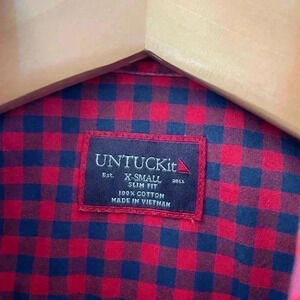 UNTUCKit
Est. X-SMALL 2011
SLIM FIT
100% COTTON
MADE IN VIETNAM